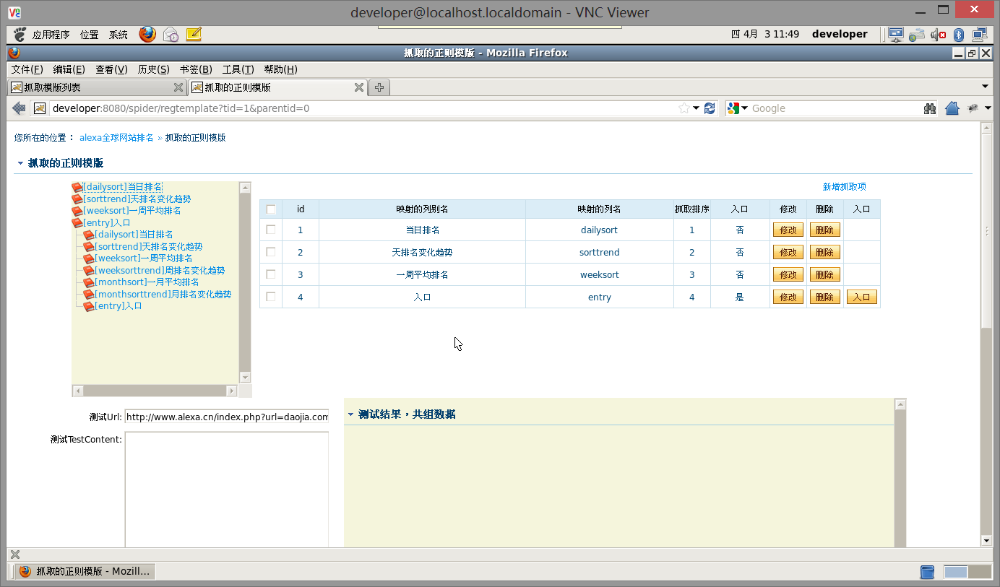 developer@localhost.localdomain - VNC Viewer
应用程序 位置 系统 四 4月 3 11:49 developer
抓取的正则模版 - Mozilla Firefox
文件(F) 编辑(E) 查看(V) 历史(S) 书签(B) 工具(T) 帮助(H)
抓取模版列表 抓取的正则模版
developer:8080/spider/regtemplate?tid=1&parentid=0 Google
您所在的位置： alexa全球网站排名 » 抓取的正则模版
抓取的正则模版
[dailysort]当日排名
[sorttrend]天排名变化趋势
[weeksort]一周平均排名
[entry]入口
[dailysort]当日排名
[sorttrend]天排名变化趋势
[weeksort]一周平均排名
[weeksorttrend]周排名变化趋势
[monthsort]一月平均排名
[monthsorttrend]月排名变化趋势
[entry]入口
新增抓取项
id 映射的列别名 映射的列名 抓取排序 入口 修改 删除 入口
1 当日排名 dailysort 1 否 修改 删除
2 天排名变化趋势 sorttrend 2 否 修改 删除
3 一周平均排名 weeksort 3 否 修改 删除
4 入口 entry 4 是 修改 删除 入口
测试Url: http://www.alexa.cn/index.php?url=daojia.com
测试TestContent:
测试结果，共组数据
抓取的正则模版 - Mozill...